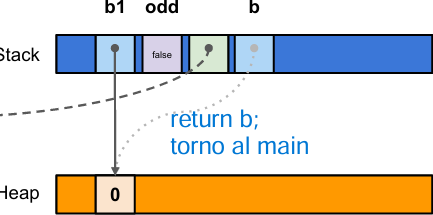 b1 odd b
Stack
false
return b;
torno al main
Heap
0